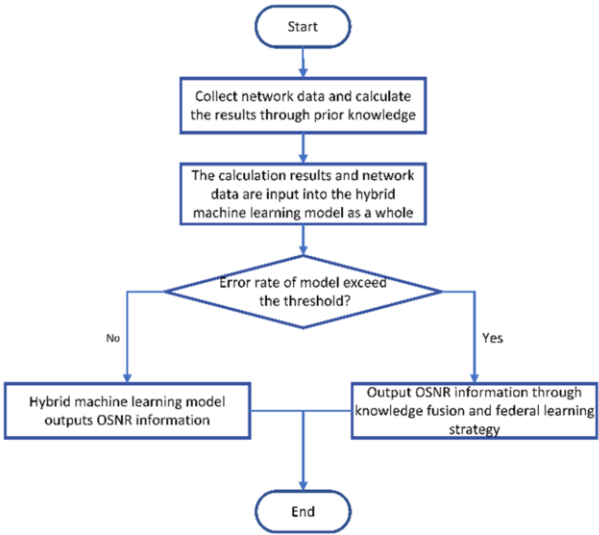 Start
Collect network data and calculate
the results through prior knowledge
The calculation results and network
data are input into the hybrid
machine learning model as a whole
Error rate of model exceed
the threshold?
No
Yes
Hybrid machine learning model
outputs OSNR information
Output OSNR information through
knowledge fusion and federal learning
strategy
End